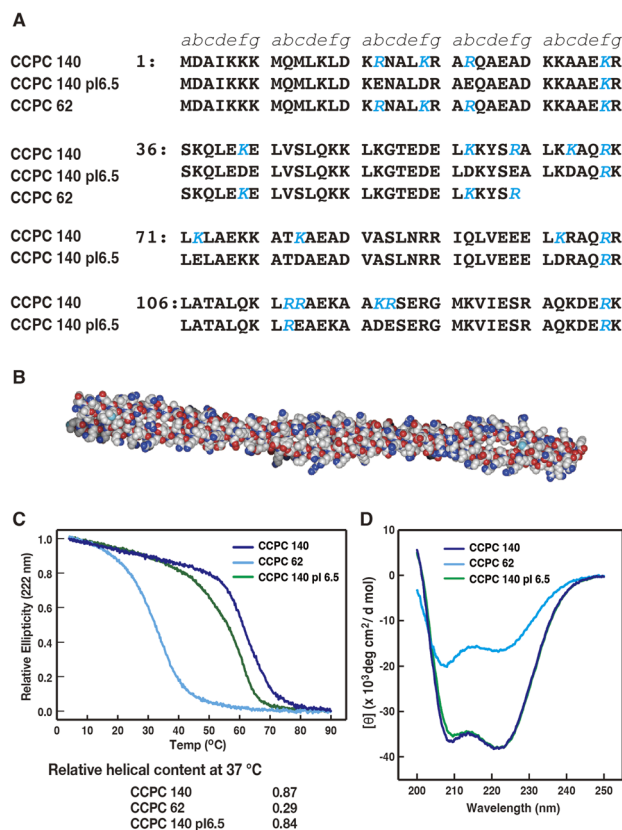 A
abcdefg abcdefg abcdefg abcdefg abcdefg
CCPC 140 1: MDAIKKK MQMLKLD KRNALKR ARQAEAD KKAAEKR
CCPC 140 pI6.5 MDAIKKK MQMLKLD KENALDR AEQAEAD KKAAEKR
CCPC 62 MDAIKKK MQMLKLD KRNALKR ARQAEAD KKAAEKR
CCPC 140 36: SKQLEKE LVSLQKK LKGTEDE LKKYSRA LKKAQRK
CCPC 140 pI6.5 SKQLEDE LVSLQKK LKGTEDE LDKYSEA LKDAQRK
CCPC 62 SKQLEKE LVSLQKK LKGTEDE LKKYSR
CCPC 140 71: LKLAEKK ATKAEAD VASLNRR IQLVEEE LKRAQRR
CCPC 140 pI6.5 LELAEKK ATDAEAD VASLNRR IQLVEEE LDRAQRR
CCPC 140 106: LATALQK LRRAEKA AKRSERG MKVIESR AQKDERK
CCPC 140 pI6.5 LATALQK LREAEKA ADESERG MKVIESR AQKDERK
B
C
CCPC 140
CCPC 62
CCPC 140 pI 6.5
Relative Ellipticity (222 nm)
1.0
0.8
0.6
0.4
0.2
0.0
0 10 20 30 40 50 60 70 80 90
Temp (°C)
Relative helical content at 37 °C
CCPC 140 0.87
CCPC 62 0.29
CCPC 140 pI6.5 0.84
D
CCPC 140
CCPC 62
CCPC 140 pI 6.5
[θ] (x 10³ deg cm²/ d mol)
10
0
-10
-20
-30
-40
200 210 220 230 240 250
Wavelength (nm)